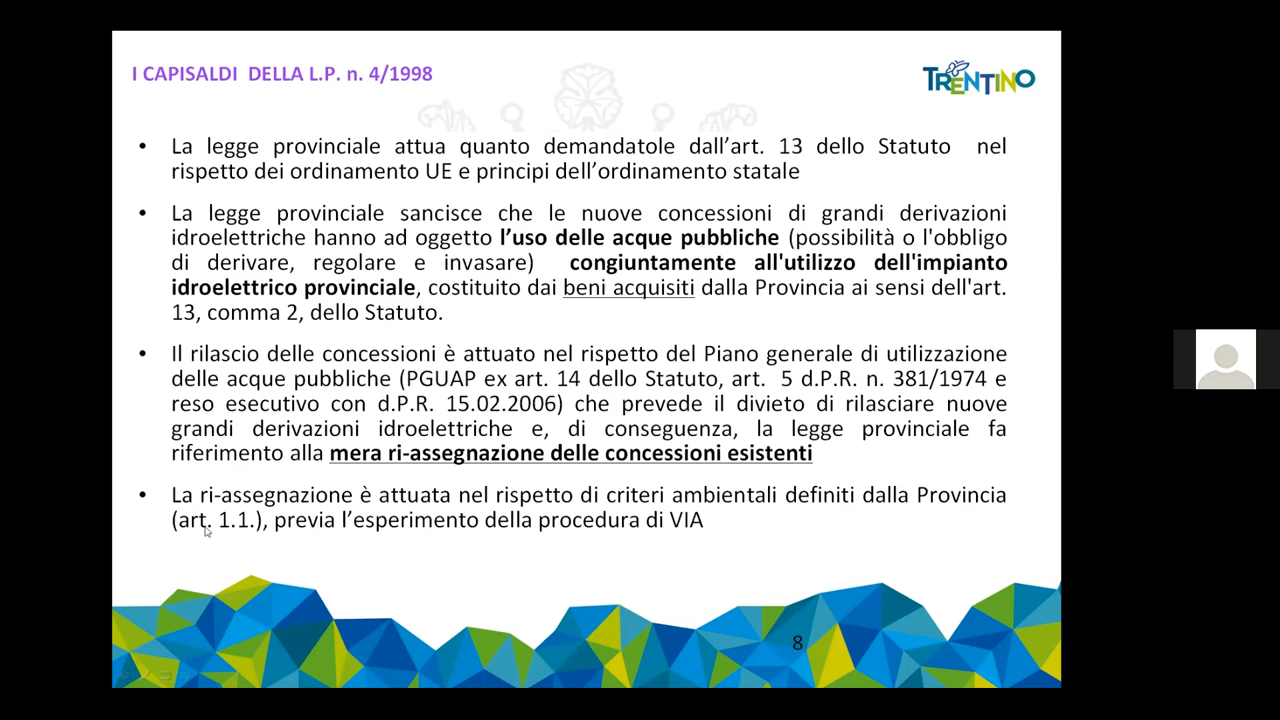 I CAPISALDI DELLA L.P. n. 4/1998
TRENTINO
• La legge provinciale attua quanto demandatole dall’art. 13 dello Statuto nel
rispetto dei ordinamento UE e principi dell’ordinamento statale
• La legge provinciale sancisce che le nuove concessioni di grandi derivazioni
idroelettriche hanno ad oggetto l’uso delle acque pubbliche (possibilità o l'obbligo
di derivare, regolare e invasare) congiuntamente all'utilizzo dell'impianto
idroelettrico provinciale, costituito dai beni acquisiti dalla Provincia ai sensi dell'art.
13, comma 2, dello Statuto.
• Il rilascio delle concessioni è attuato nel rispetto del Piano generale di utilizzazione
delle acque pubbliche (PGUAP ex art. 14 dello Statuto, art. 5 d.P.R. n. 381/1974 e
reso esecutivo con d.P.R. 15.02.2006) che prevede il divieto di rilasciare nuove
grandi derivazioni idroelettriche e, di conseguenza, la legge provinciale fa
riferimento alla mera ri-assegnazione delle concessioni esistenti
• La ri-assegnazione è attuata nel rispetto di criteri ambientali definiti dalla Provincia
(art. 1.1.), previa l’esperimento della procedura di VIA
8